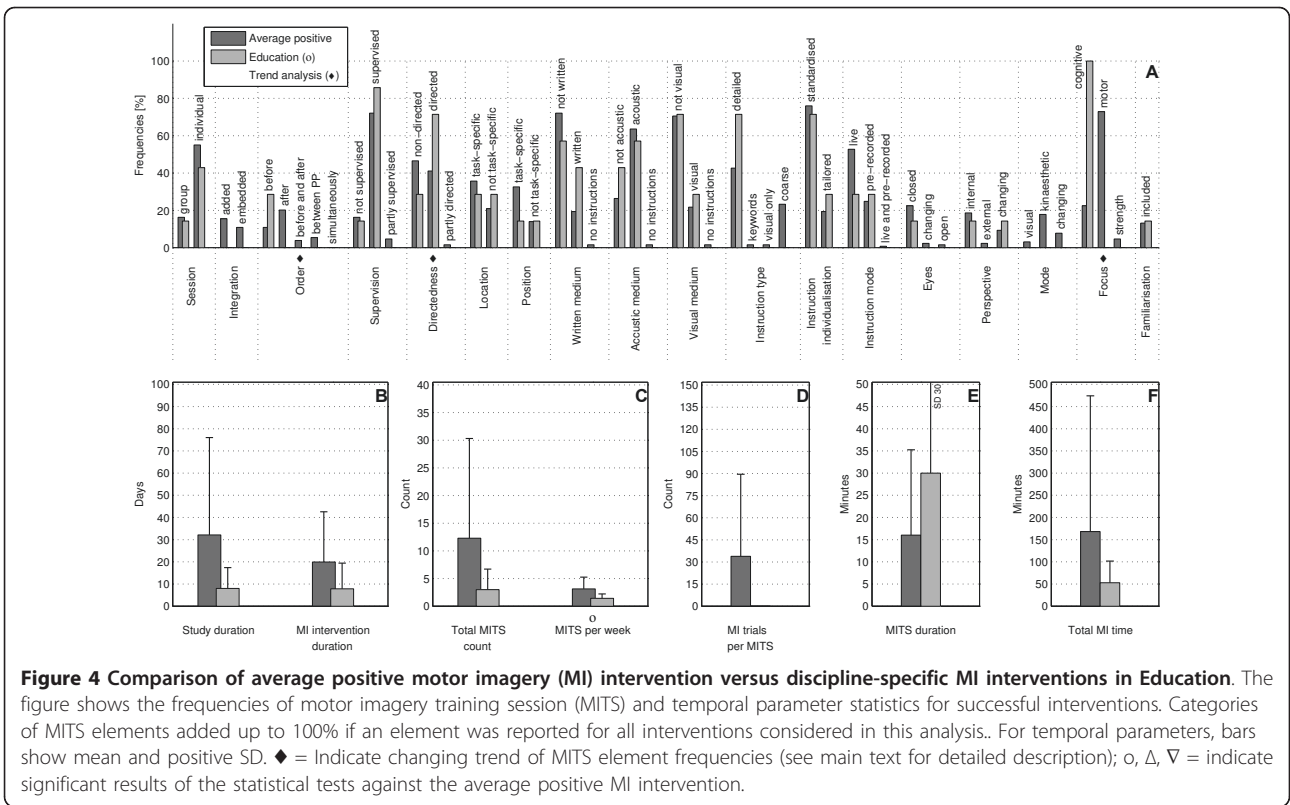 Average positive
Education (o)
Trend analysis (♦)
A
Frequencies [%]
100
80
60
40
20
0
group
individual
added
embedded
before
after
before and after
between PP
simultaneously
not supervised
supervised
partly supervised
non-directed
directed
partly directed
task-specific
not task-specific
task-specific
not task-specific
not written
written
no instructions
not accustic
acoustic
no instructions
not visual
visual
no instructions
detailed
keywords
visual only
coarse
standardised
tailored
live
pre-recorded
live and pre-recorded
closed
changing
open
internal
external
changing
visual
kinaesthetic
changing
cognitive
motor
strength
included
Session
Integration
Order ♦
Supervision
Directedness ♦
Location
Position
Written medium
Accustic medium
Visual medium
Instruction type
Instruction
individualisation
Instruction mode
Eyes
Perspective
Mode
Focus ♦
Familiarisation
B
Days
100
90
80
70
60
50
40
30
20
10
0
Study duration
MI intervention
duration
C
Count
40
35
30
25
20
15
10
5
0
Total MITS
count
o
MITS per week
D
Count
150
135
120
105
90
75
60
45
30
15
0
MI trials
per MITS
E
Minutes
50
45
40
35
30
25
20
15
10
5
0
SD 30
MITS duration
F
Minutes
500
450
400
350
300
250
200
150
100
50
0
Total MI time
Figure 4 Comparison of average positive motor imagery (MI) intervention versus discipline-specific MI interventions in Education. The
figure shows the frequencies of motor imagery training session (MITS) and temporal parameter statistics for successful interventions. Categories
of MITS elements added up to 100% if an element was reported for all interventions considered in this analysis.. For temporal parameters, bars
show mean and positive SD. ♦ = Indicate changing trend of MITS element frequencies (see main text for detailed description); o, Δ, ∇ = indicate
significant results of the statistical tests against the average positive MI intervention.